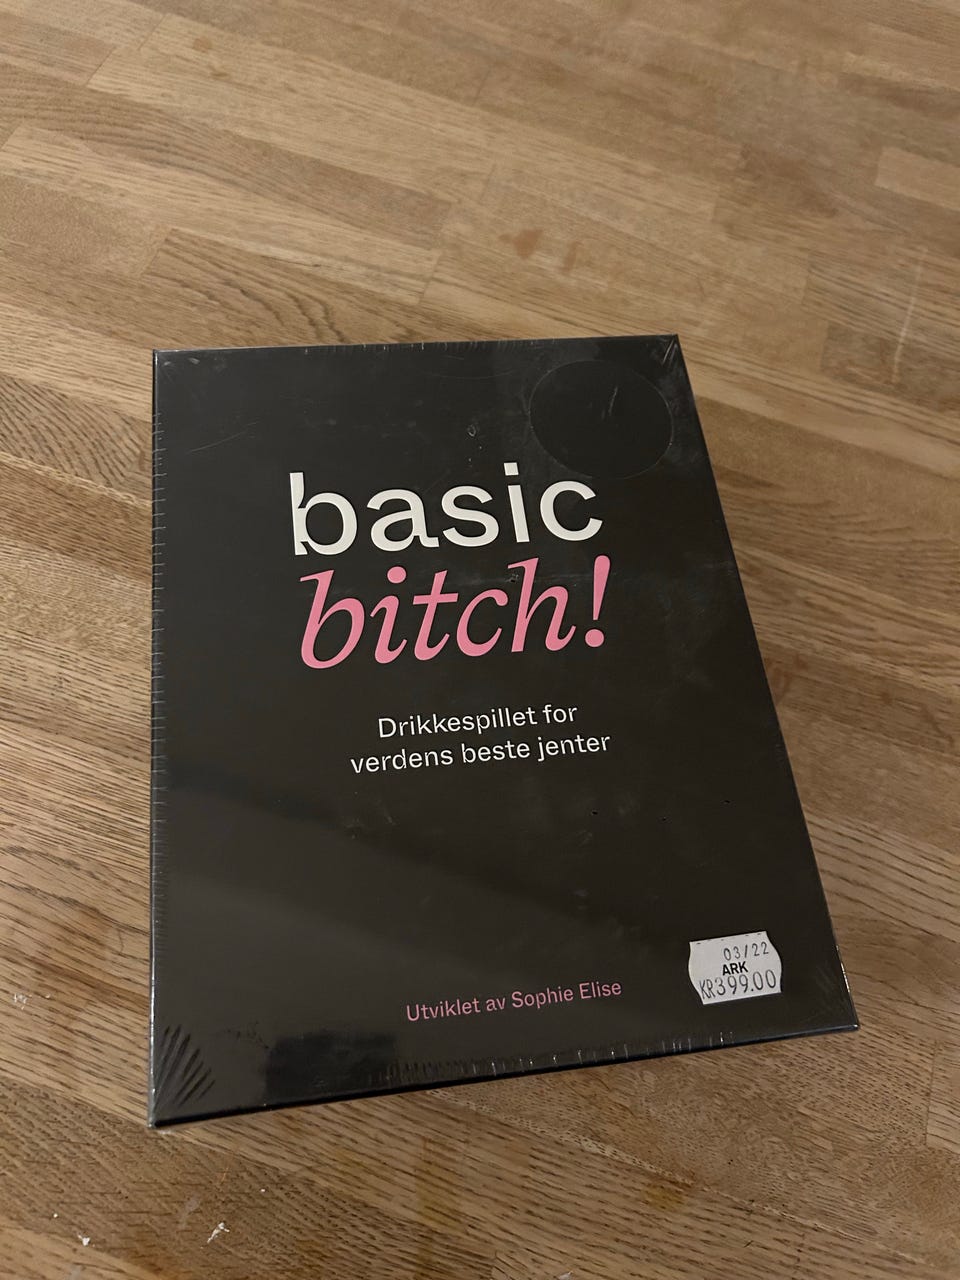 basic
bitch!
Drikkespillet for
verdens beste jenter
Utviklet av Sophie Elise
03/22
ARK
KR399.00